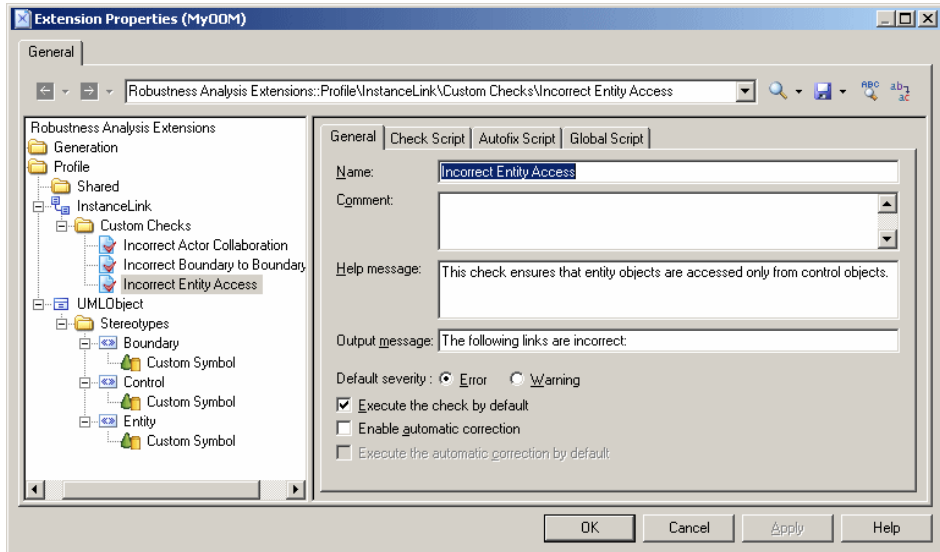 Extension Properties (MyOOM)
General
Robustness Analysis Extensions::Profile\InstanceLink\Custom Checks\Incorrect Entity Access
ABC
ab
ac
Robustness Analysis Extensions
Generation
Profile
Shared
InstanceLink
Custom Checks
Incorrect Actor Collaboration
Incorrect Boundary to Boundary
Incorrect Entity Access
UMLObject
Stereotypes
Boundary
Custom Symbol
Control
Custom Symbol
Entity
Custom Symbol
General Check Script Autofix Script Global Script
Name: Incorrect Entity Access
Comment:
Help message: This check ensures that entity objects are accessed only from control objects.
Output message: The following links are incorrect:
Default severity : Error Warning
Execute the check by default
Enable automatic correction
Execute the automatic correction by default
OK Cancel Apply Help